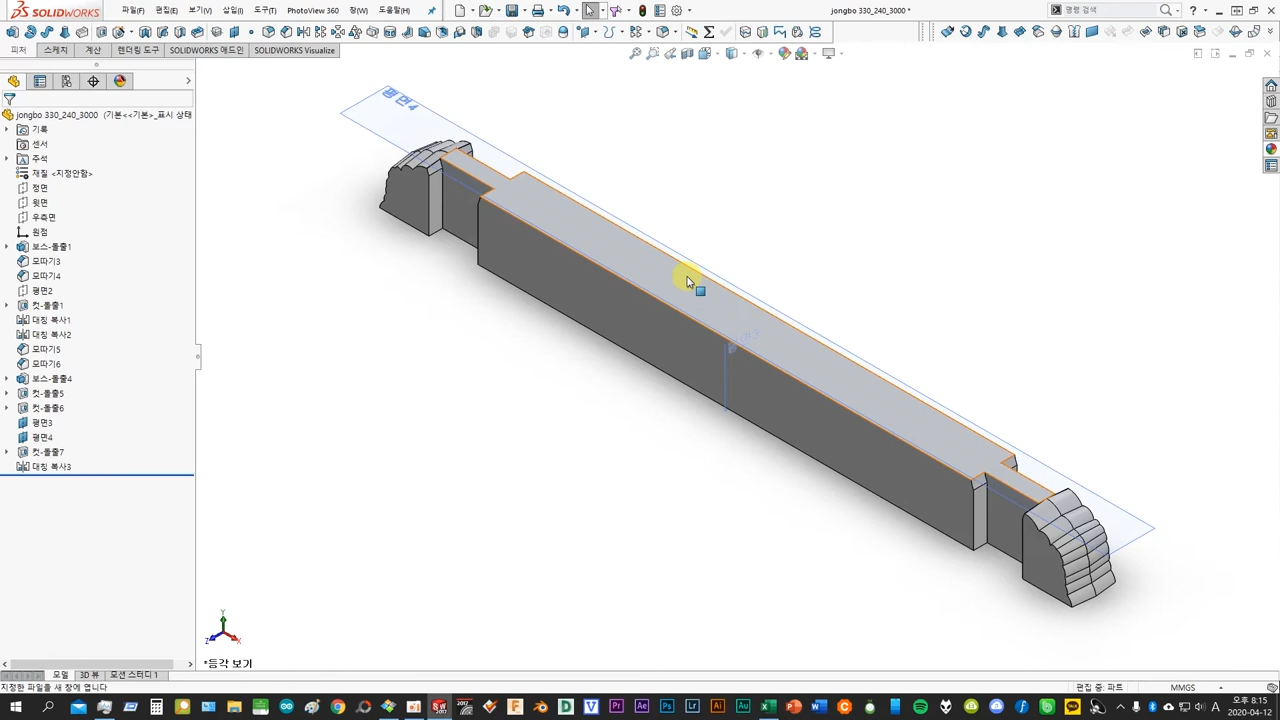 SOLIDWORKS
파일(F)
편집(E)
보기(V)
삽입(I)
도구(T)
PhotoView 360
창(W)
도움말(H)
jongbo 330_240_3000 *
명령 검색
피처
스케치
계산
렌더링 도구
SOLIDWORKS 애드인
SOLIDWORKS Visualize
jongbo 330_240_3000 (기본<<기본>_표시 상태
기록
센서
주석
재질 <지정안함>
정면
윗면
우측면
원점
보스-돌출1
모따기3
모따기4
평면2
컷-돌출1
대칭 복사1
대칭 복사2
모따기5
모따기6
보스-돌출4
컷-돌출5
컷-돌출6
평면3
평면4
컷-돌출7
대칭 복사3
평면4
Y
Z
X
*등각 보기
모델
3D 뷰
모션 스터디 1
지정한 파일을 새 창에 엽니다
편집 중: 파트
MMGS
오후 8:15
2020-04-12